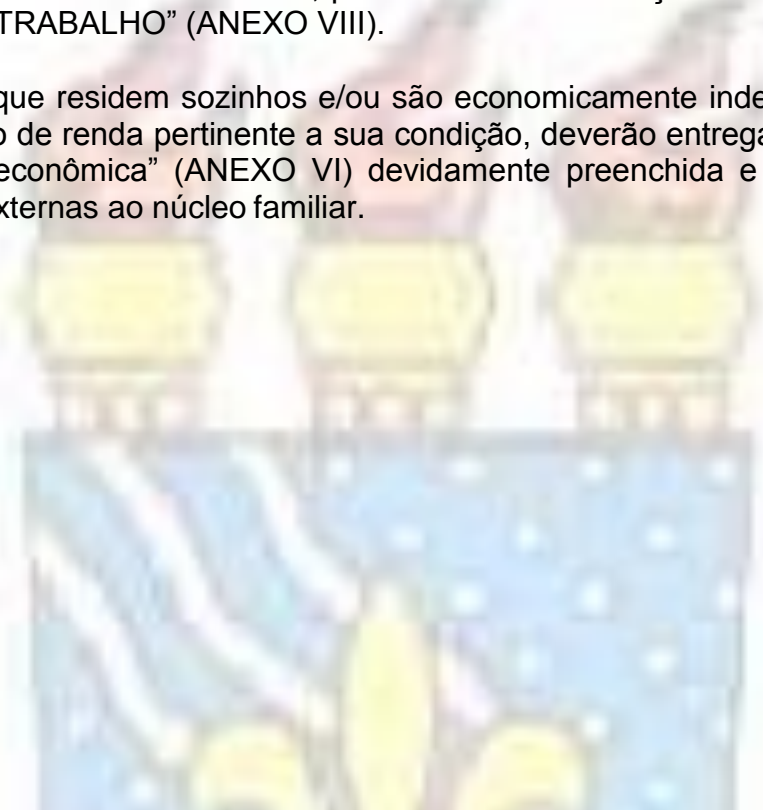 TRABALHO” (ANEXO VIII).
que residem sozinhos e/ou são economicamente inde
o de renda pertinente a sua condição, deverão entrega
econômica” (ANEXO VI) devidamente preenchida e
xternas ao núcleo familiar.